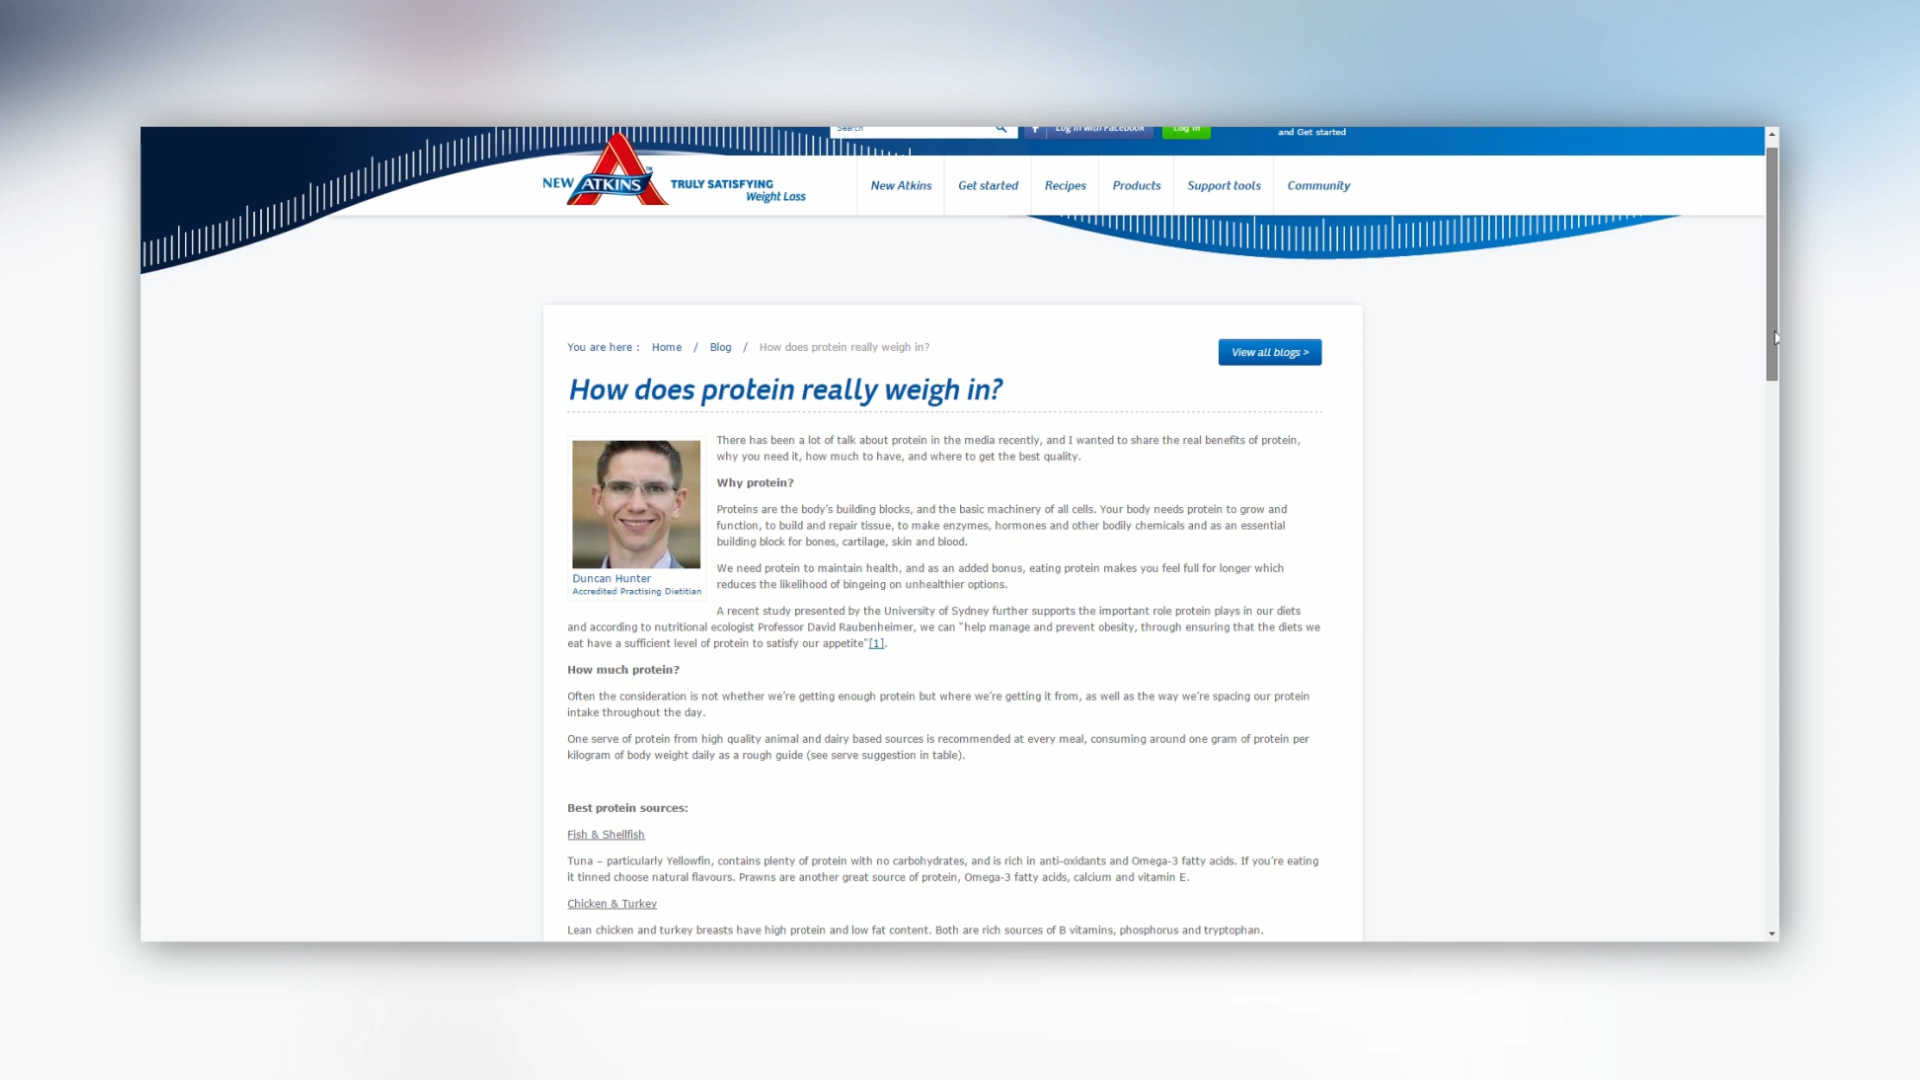 Search
Log in with Facebook
Log in
and Get started
NEW ATKINS™
TRULY SATISFYING
Weight Loss
New Atkins
Get started
Recipes
Products
Support tools
Community
You are here : Home / Blog / How does protein really weigh in?
View all blogs >
How does protein really weigh in?
There has been a lot of talk about protein in the media recently, and I wanted to share the real benefits of protein,
why you need it, how much to have, and where to get the best quality.
Why protein?
Proteins are the body's building blocks, and the basic machinery of all cells. Your body needs protein to grow and
function, to build and repair tissue, to make enzymes, hormones and other bodily chemicals and as an essential
building block for bones, cartilage, skin and blood.
We need protein to maintain health, and as an added bonus, eating protein makes you feel full for longer which
reduces the likelihood of bingeing on unhealthier options.
Duncan Hunter
Accredited Practising Dietitian
A recent study presented by the University of Sydney further supports the important role protein plays in our diets
and according to nutritional ecologist Professor David Raubenheimer, we can "help manage and prevent obesity, through ensuring that the diets we
eat have a sufficient level of protein to satisfy our appetite"[1].
How much protein?
Often the consideration is not whether we're getting enough protein but where we're getting it from, as well as the way we're spacing our protein
intake throughout the day.
One serve of protein from high quality animal and dairy based sources is recommended at every meal, consuming around one gram of protein per
kilogram of body weight daily as a rough guide (see serve suggestion in table).
Best protein sources:
Fish & Shellfish
Tuna – particularly Yellowfin, contains plenty of protein with no carbohydrates, and is rich in anti-oxidants and Omega-3 fatty acids. If you're eating
it tinned choose natural flavours. Prawns are another great source of protein, Omega-3 fatty acids, calcium and vitamin E.
Chicken & Turkey
Lean chicken and turkey breasts have high protein and low fat content. Both are rich sources of B vitamins, phosphorus and tryptophan.